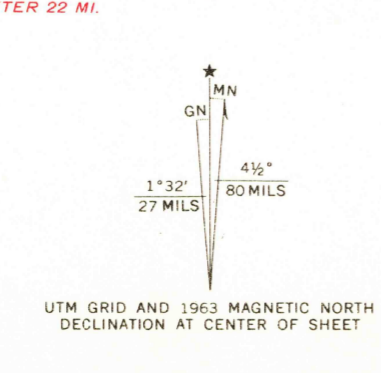 TER 22 MI.
★
MN
GN
4½°
1°32'
80 MILS
27 MILS
UTM GRID AND 1963 MAGNETIC NORTH
DECLINATION AT CENTER OF SHEET